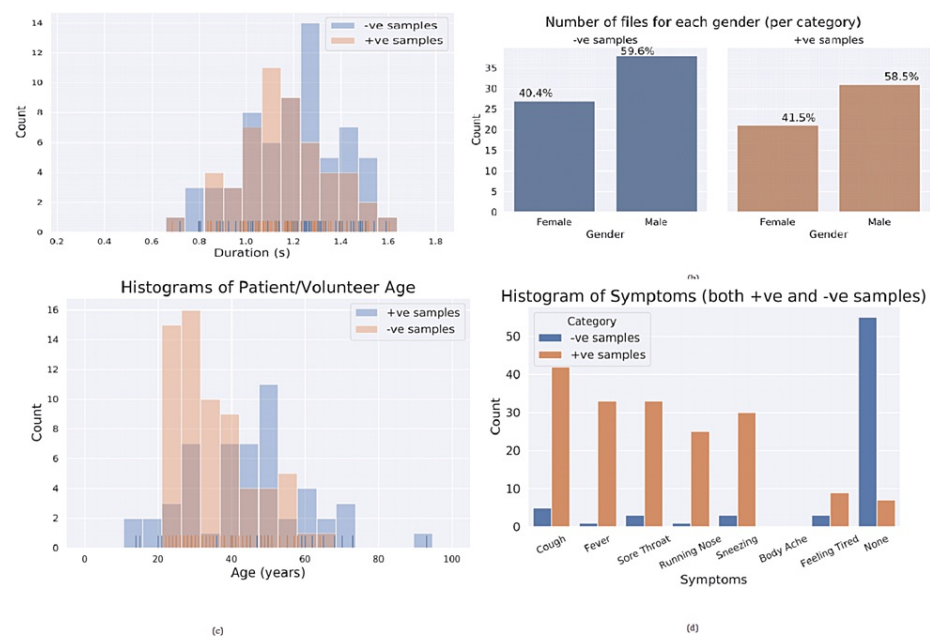 -ve samples
+ve samples
14
12
10
8
6
4
2
0
Count
0.2 0.4 0.6 0.8 1.0 1.2 1.4 1.6 1.8
Duration (s)
Number of files for each gender (per category)
-ve samples
+ve samples
59.6%
40.4%
58.5%
41.5%
35
30
25
20
15
10
5
0
Count
Female Male
Female Male
Gender
Gender
Histograms of Patient/Volunteer Age
+ve samples
-ve samples
16
14
12
10
8
6
4
2
0
Count
0 20 40 60 80 100
Age (years)
(c)
Histogram of Symptoms (both +ve and -ve samples)
Category
-ve samples
+ve samples
50
40
30
20
10
0
Count
Cough Fever Sore Throat Running Nose Sneezing Body Ache Feeling Tired None
Symptoms
(d)